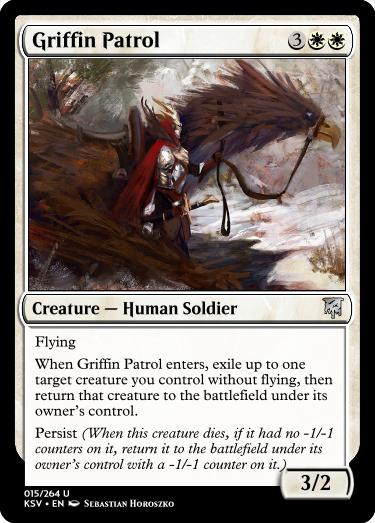 Griffin Patrol 3
Creature — Human Soldier
Flying
When Griffin Patrol enters, exile up to one
target creature you control without flying, then
return that creature to the battlefield under its
owner's control.
Persist (When this creature dies, if it had no -1/-1
counters on it, return it to the battlefield under its
owner's control with a -1/-1 counter on it.)
3/2
015/264 U
KSV • EN Sebastian Horoszko